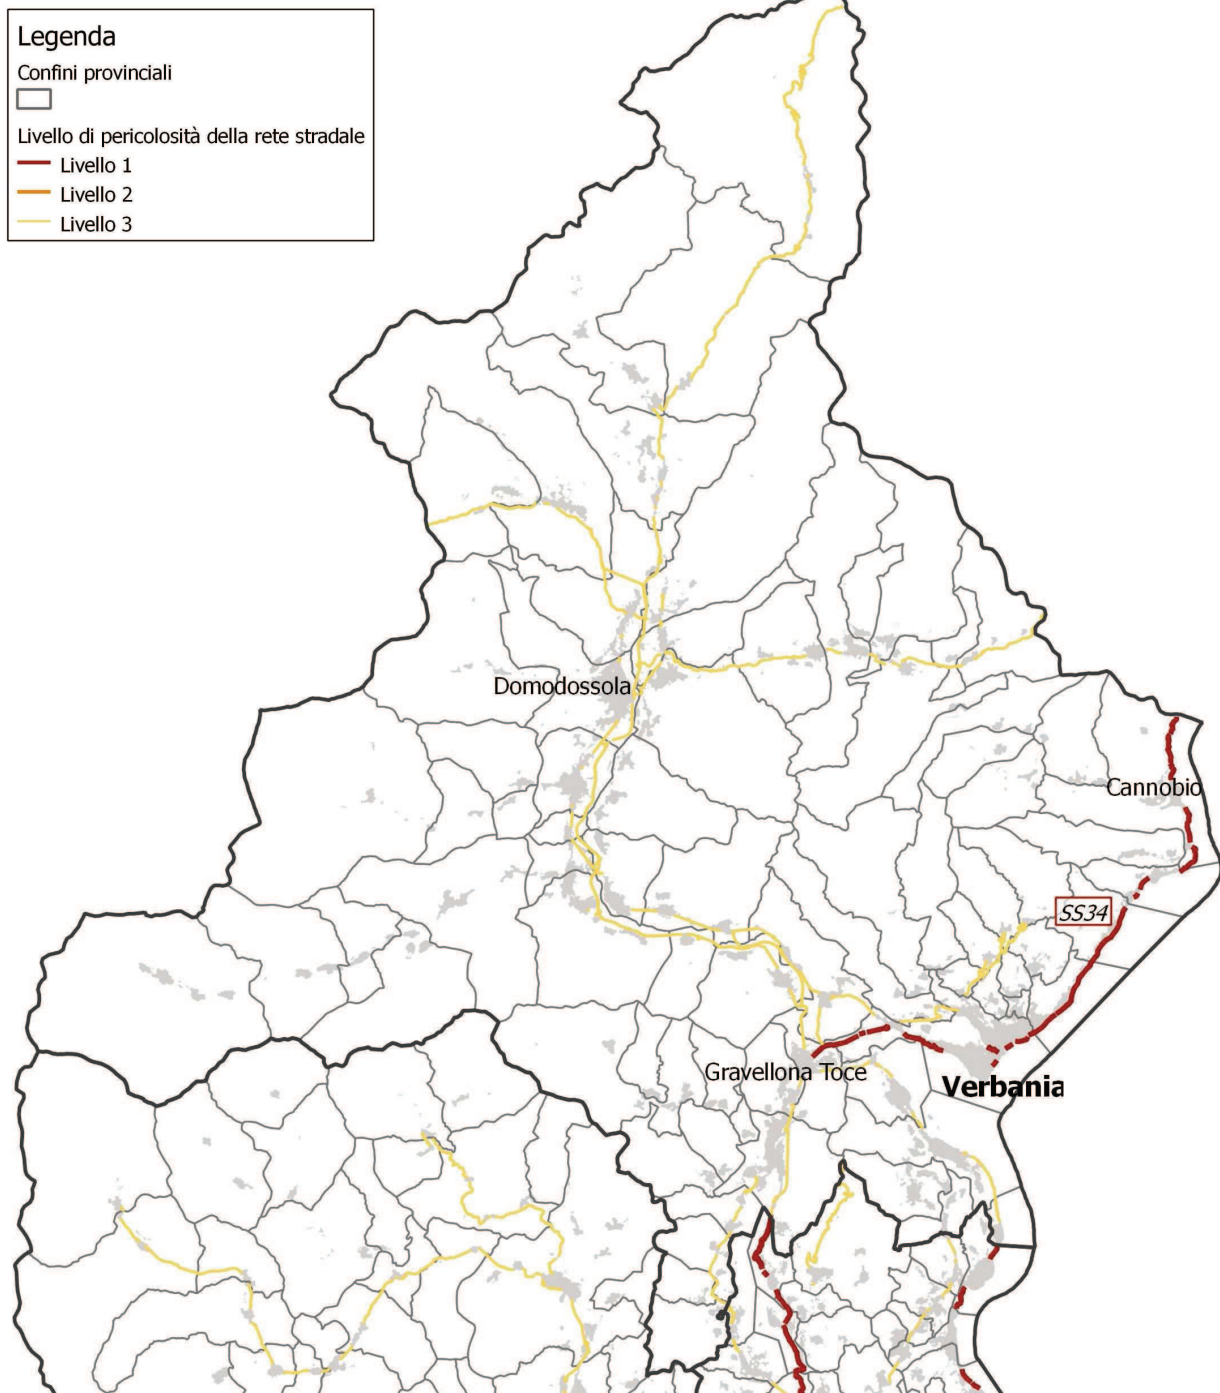 Legenda
Confini provinciali
Livello di pericolosità della rete stradale
Livello 1
Livello 2
Livello 3
Domodossola
Cannobio
SS34
Gravellona Toce
Verbania